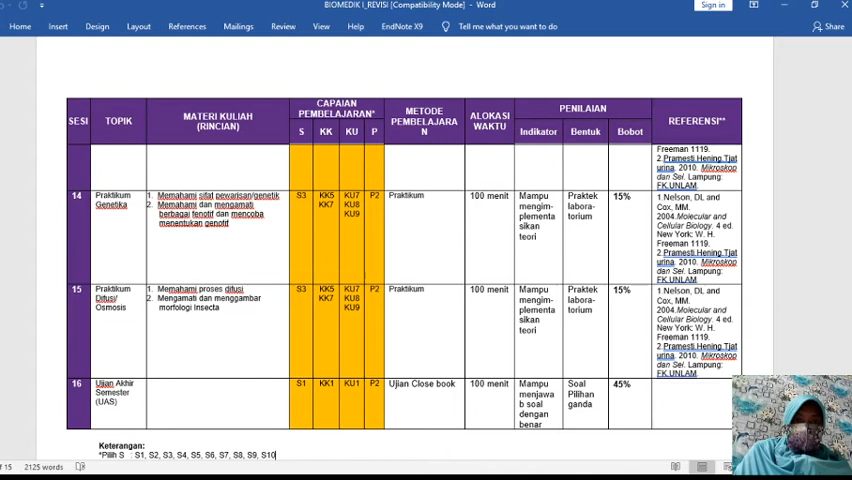 BIOMEDIK I_REVISI [Compatibility Mode] - Word
Sign in
Home Insert Design Layout References Mailings Review View Help EndNote X9 Tell me what you want to do Share
SESI
TOPIK
MATERI KULIAH
(RINCIAN)
CAPAIAN
PEMBELAJARAN*
S KK KU P
METODE
PEMBELAJARA
N
ALOKASI
WAKTU
PENILAIAN
Indikator Bentuk Bobot
REFERENSI**
Freeman 1119.
2.Pramesti,Hening.Tjat
urina. 2010. Mikroskop
dan Sel. Lampung:
FK.UNLAM.
14
Praktikum
Genetika
1. Memahami sifat pewarisan/genetik
2. Memahami dan mengamati
berbagai fenotif dan mencoba
menentukan genotif
S3
KK5
KK7
KU7
KU8
KU9
P2
Praktikum
100 menit
Mampu
mengim-
plementa
sikan
teori
Praktek
labora-
torium
15%
1.Nelson, DL and
Cox, MM.
2004.Molecular and
Cellular Biology. 4 ed.
New York: W. H.
Freeman 1119.
2.Pramesti,Hening.Tjat
urina. 2010. Mikroskop
dan Sel. Lampung:
FK.UNLAM.
15
Praktikum
Difusi/
Osmosis
1. Memahami proses difusi
2. Mengamati dan menggambar
morfologi Insecta
S3
KK5
KK7
KU7
KU8
KU9
P2
Praktikum
100 menit
Mampu
mengim-
plementa
sikan
teori
Praktek
labora-
torium
15%
1.Nelson, DL and
Cox, MM.
2004.Molecular and
Cellular Biology. 4 ed.
New York: W. H.
Freeman 1119.
2.Pramesti,Hening.Tjat
urina. 2010. Mikroskop
dan Sel. Lampung:
FK.UNLAM.
16
Ujian Akhir
Semester
(UAS)
S1
KK1
KU1
P2
Ujian Close book
100 menit
Mampu
menjawa
b soal
dengan
benar
Soal
Pilihan
ganda
45%
Keterangan:
*Pilih S : S1, S2, S3, S4, S5, S6, S7, S8, S9, S10
of 15 2125 words